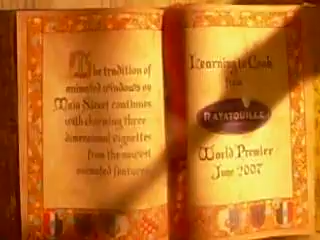 The tradition of
animated windows on
Main Street continues
with charming three
dimensional vignettes
from the newest
animated features.
Learning to Cook
from
RATATOUILLE
World Premier
June 2007